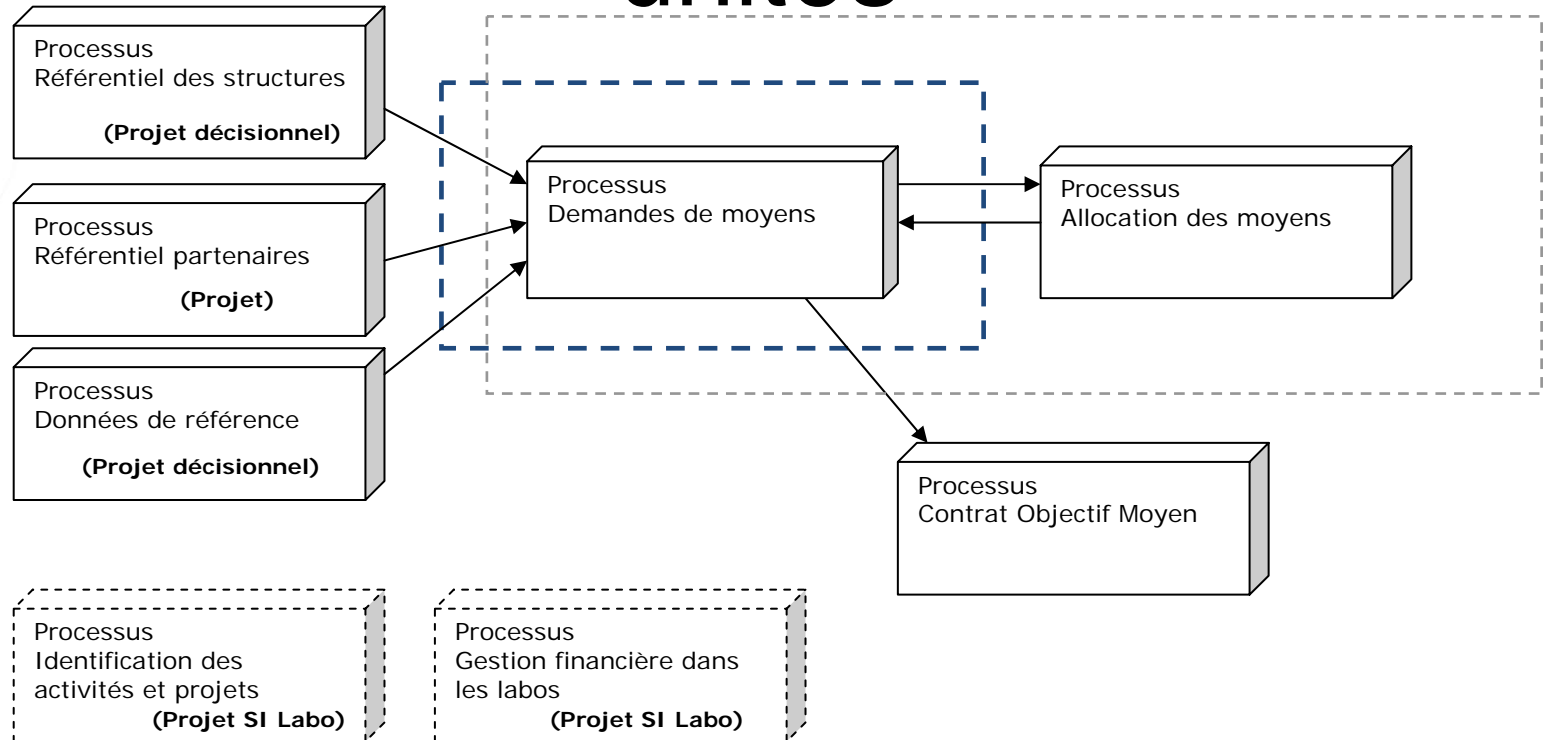 Processus
Référentiel des structures
(Projet décisionnel)
Processus
Référentiel partenaires
(Projet)
Processus
Données de référence
(Projet décisionnel)
Processus
Demandes de moyens
Processus
Allocation des moyens
Processus
Contrat Objectif Moyen
Processus
Identification des
activités et projets
(Projet SI Labo)
Processus
Gestion financière dans
les labos
(Projet SI Labo)